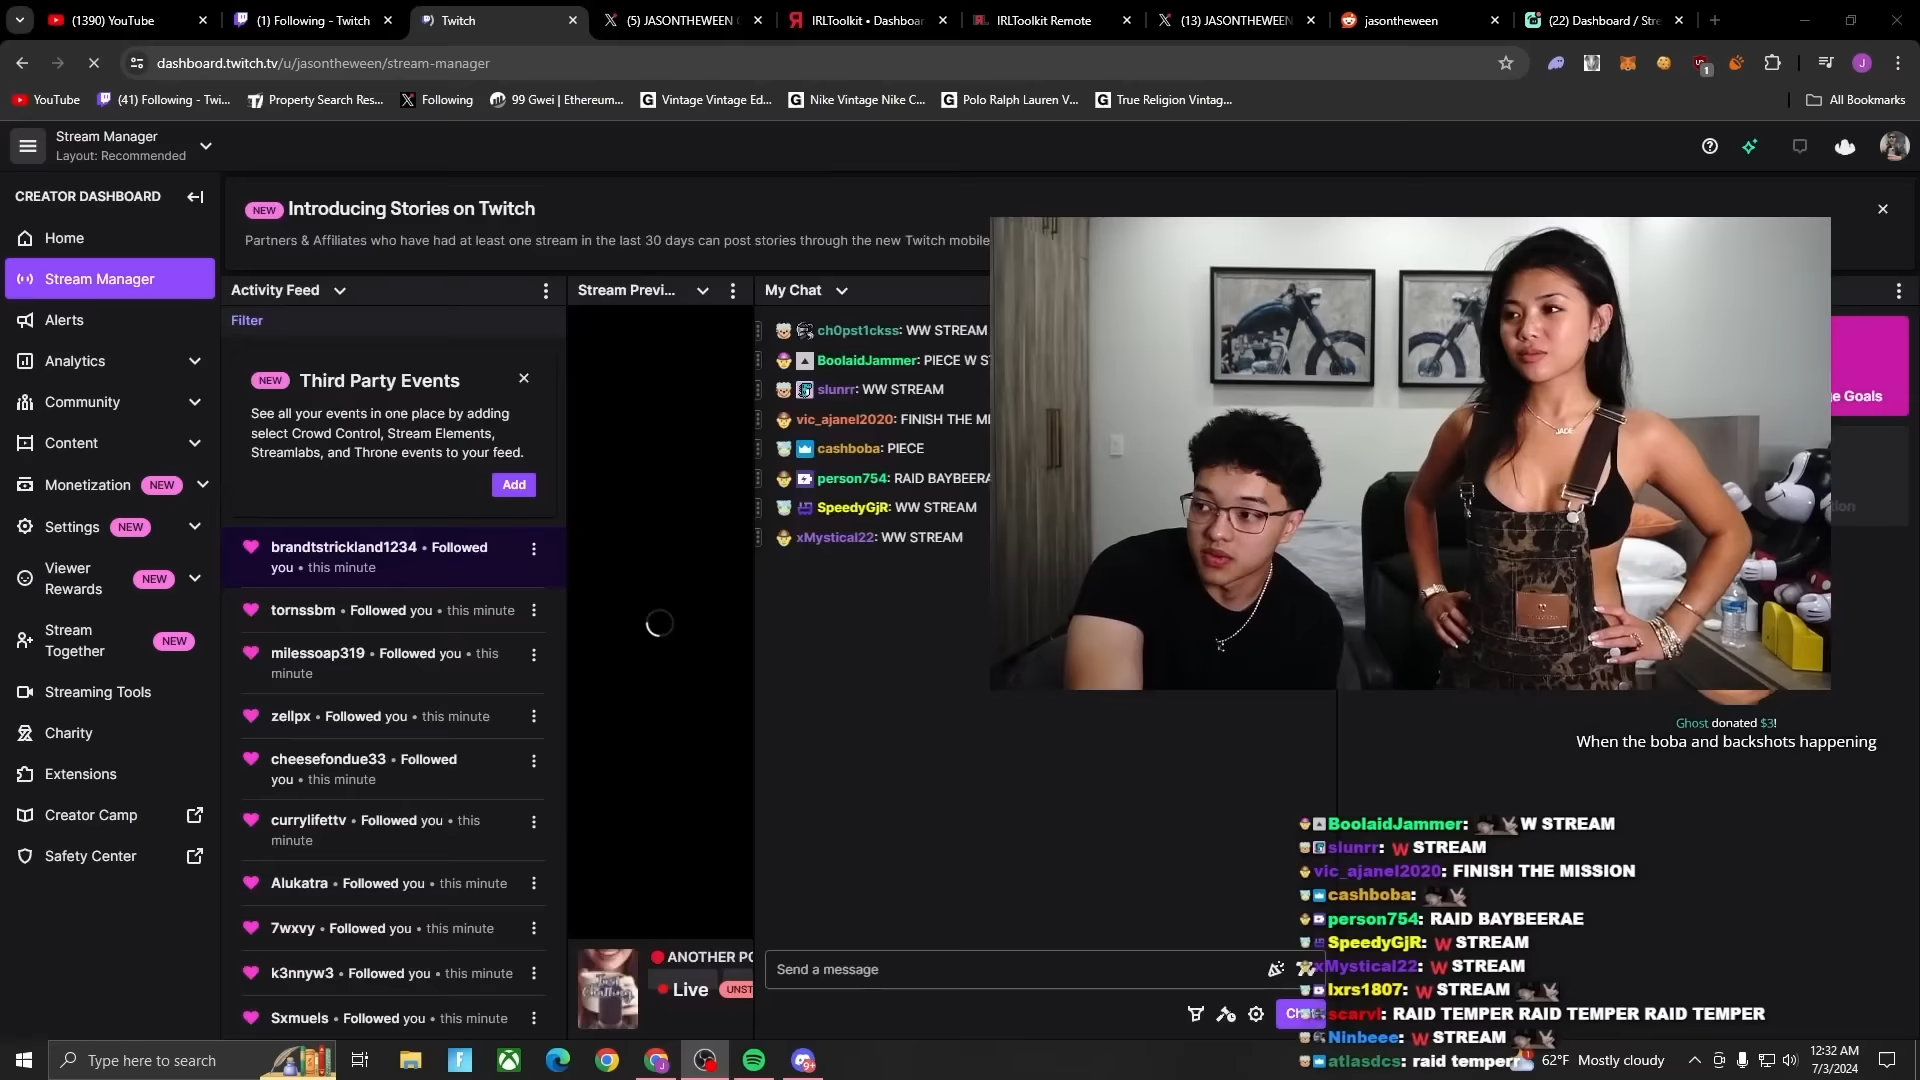 (1390) YouTube
(1) Following - Twitch
Twitch
(5) JASONTHEWEEN
IRLToolkit • Dashboar
IRLToolkit Remote
(13) JASONTHEWEEN
jasontheween
(22) Dashboard / Stre
dashboard.twitch.tv/u/jasontheween/stream-manager
1
J
YouTube
(41) Following - Twi...
Property Search Res...
Following
99 Gwei | Ethereum...
Vintage Vintage Ed...
Nike Vintage Nike C...
Polo Ralph Lauren V...
True Religion Vintag...
All Bookmarks
Stream Manager
Layout: Recommended
CREATOR DASHBOARD
Home
Stream Manager
Alerts
Analytics
Community
Content
Monetization NEW
Settings NEW
Viewer Rewards NEW
Stream Together NEW
Streaming Tools
Charity
Extensions
Creator Camp
Safety Center
NEW Introducing Stories on Twitch
Partners & Affiliates who have had at least one stream in the last 30 days can post stories through the new Twitch mobile
Activity Feed
Filter
NEW Third Party Events
See all your events in one place by adding
select Crowd Control, Stream Elements,
Streamlabs, and Throne events to your feed.
Add
brandtstrickland1234 • Followed
you • this minute
tornssbm • Followed you • this minute
milessoap319 • Followed you • this
minute
zellpx • Followed you • this minute
cheesefondue33 • Followed
you • this minute
currylifettv • Followed you • this
minute
Alukatra • Followed you • this minute
7wxvy • Followed you • this minute
k3nnyw3 • Followed you • this minute
Sxmuels • Followed you • this minute
Stream Previ...
ANOTHER PO
Live UNST
My Chat
ch0pst1ckss: WW STREAM
BoolaidJammer: PIECE W S
slunrr: WW STREAM
vic_ajanel2020: FINISH THE MI
cashboba: PIECE
person754: RAID BAYBEERA
SpeedyGjR: WW STREAM
xMystical22: WW STREAM
Send a message
JADE
e Goals
Ghost donated $3!
When the boba and backshots happening
BoolaidJammer: W STREAM
slunrr: W STREAM
vic_ajanel2020: FINISH THE MISSION
cashboba:
person754: RAID BAYBEERAE
SpeedyGjR: W STREAM
xMystical22: W STREAM
lxrs1807: W STREAM
scarvl: RAID TEMPER RAID TEMPER RAID TEMPER
Ninbeee: W STREAM
atlasdcs: raid temperr
Type here to search
9+
1
62°F Mostly cloudy
12:32 AM
7/3/2024